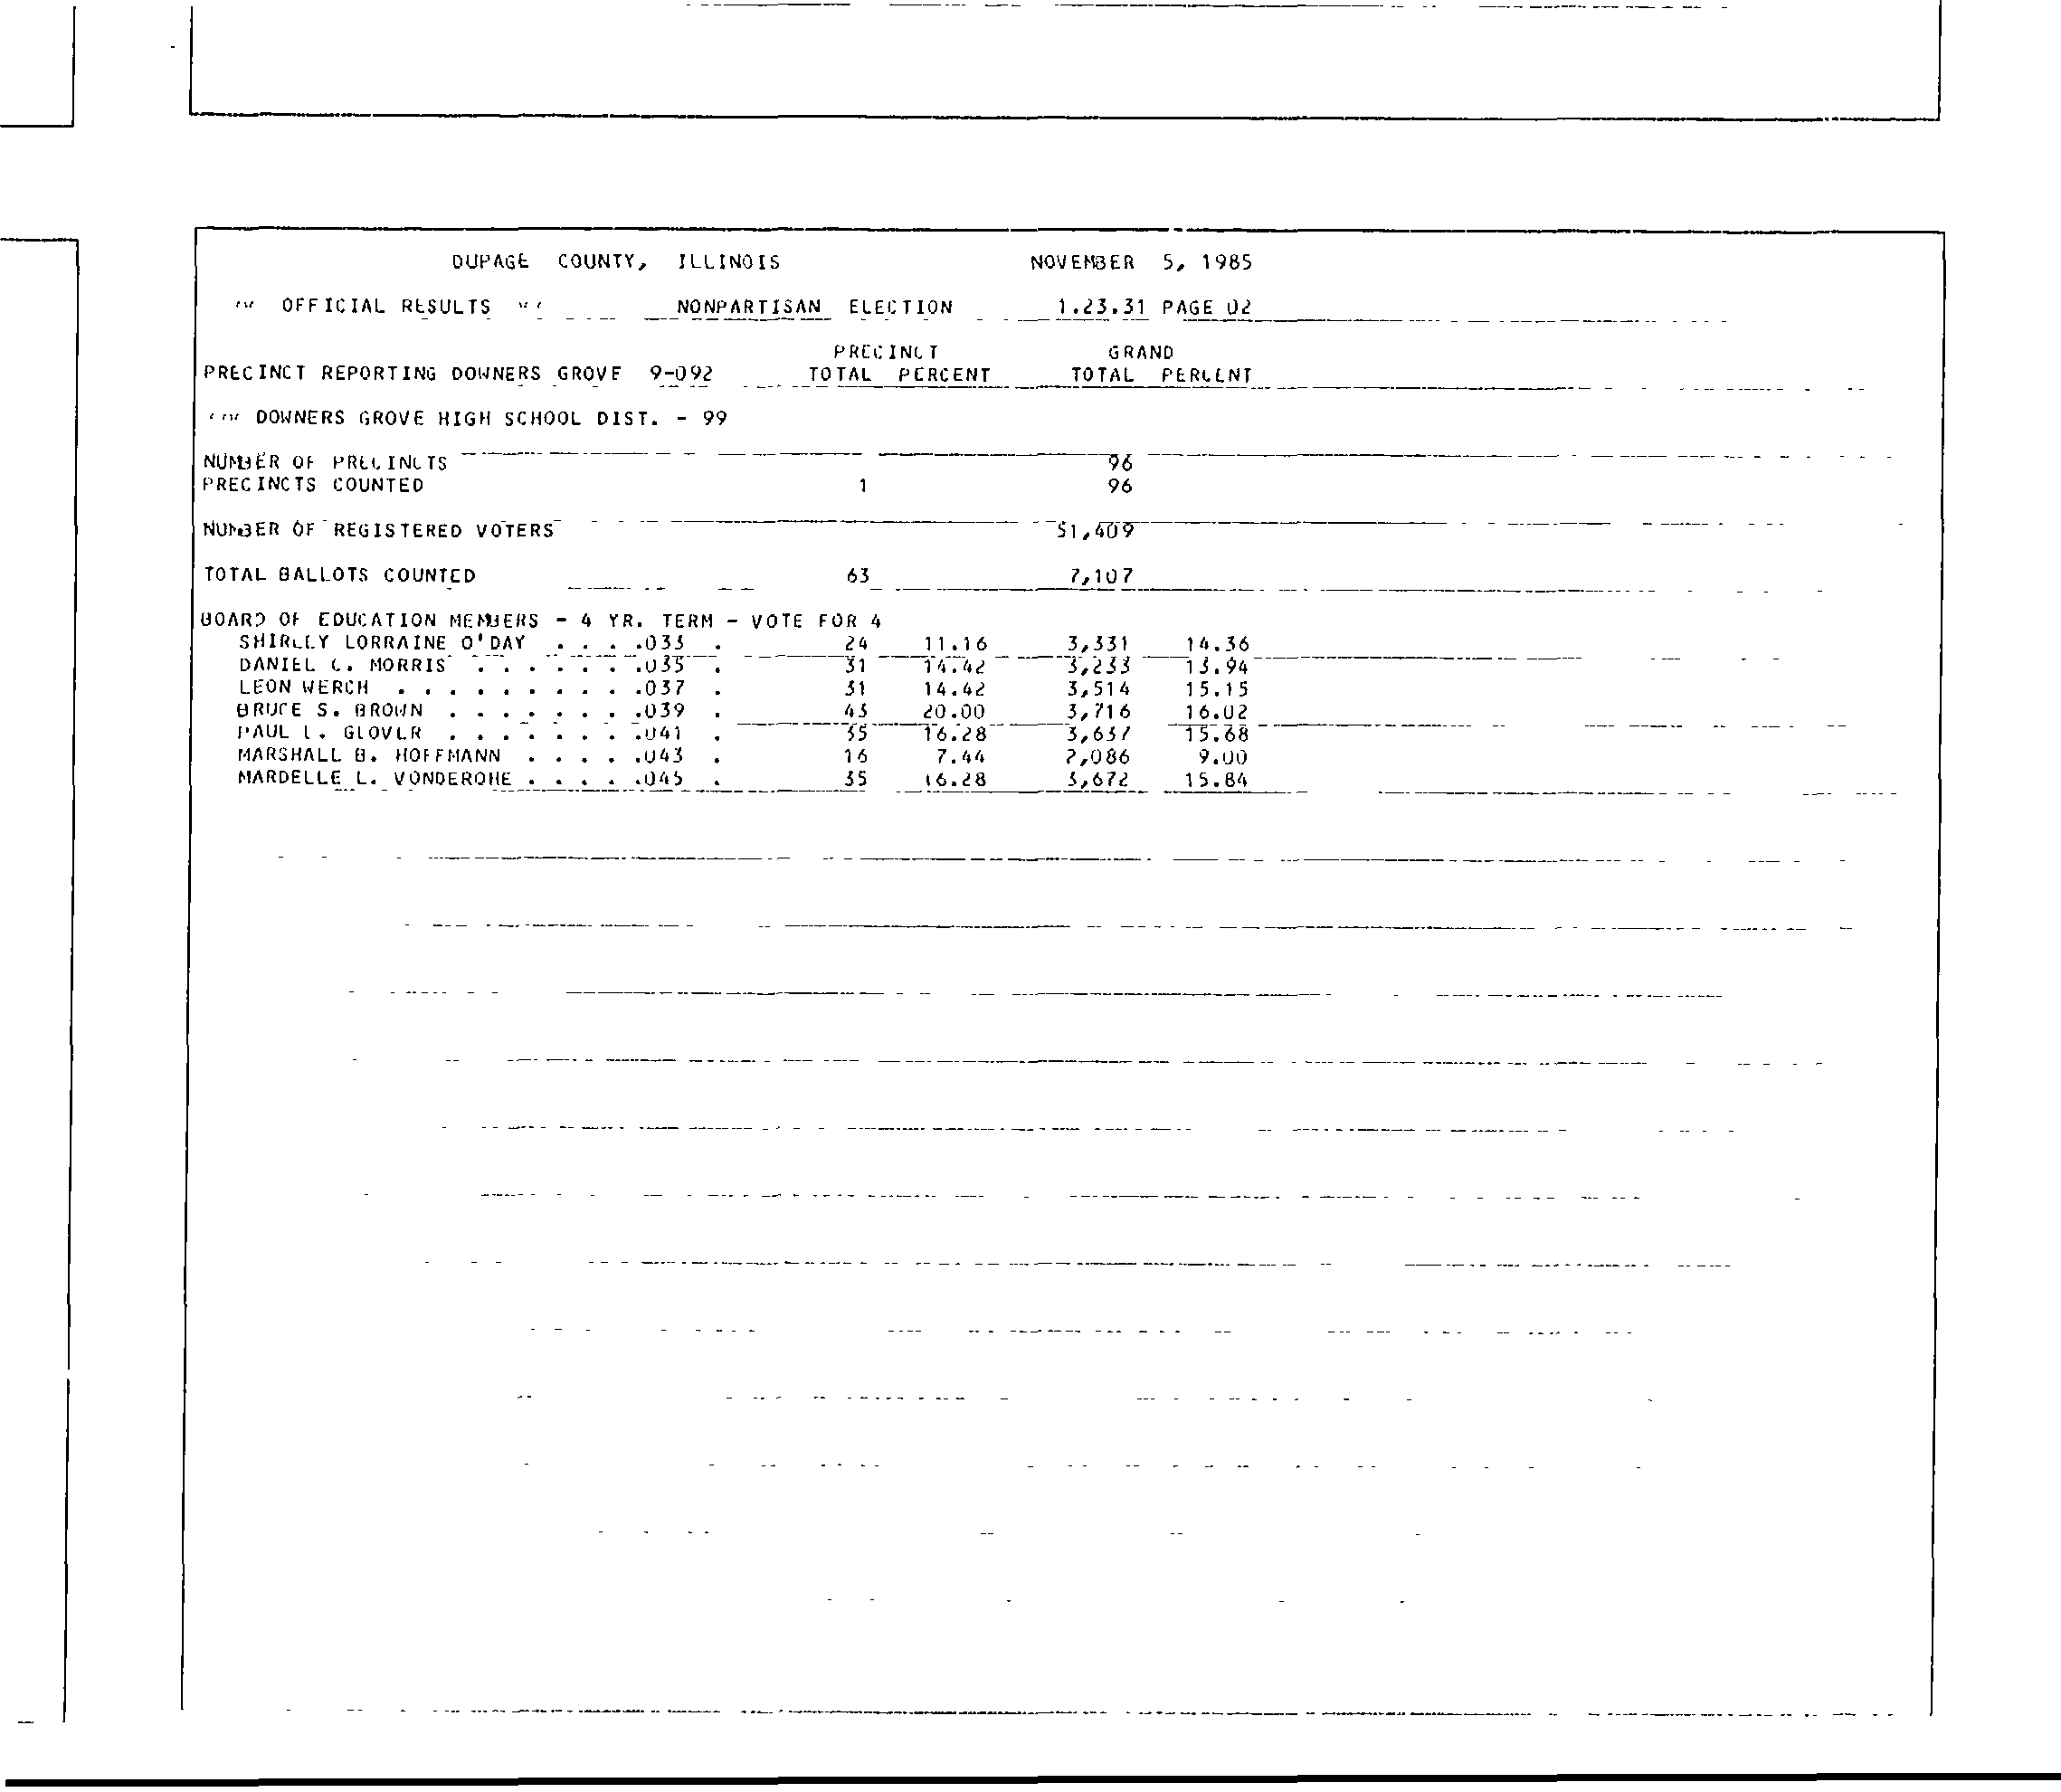 DUPAGE COUNTY, ILLINOIS NOVEMBER 5, 1985
OFFICIAL RESULTS NONPARTISAN ELECTION 1.23.31 PAGE 02
PRECINCT GRAND
PRECINCT REPORTING DOWNERS GROVE 9-092 TOTAL PERCENT TOTAL PERCENT
DOWNERS GROVE HIGH SCHOOL DIST. - 99
NUMBER OF PRECINCTS 96
PRECINCTS COUNTED 1 96
NUMBER OF REGISTERED VOTERS 51,409
TOTAL BALLOTS COUNTED 63 7,107
BOARD OF EDUCATION MEMBERS - 4 YR. TERM - VOTE FOR 4
SHIRLEY LORRAINE O'DAY . . . .033 . 24 11.16 3,331 14.36
DANIEL C. MORRIS . . . . . . .035 . 31 14.42 3,233 13.94
LEON WERCH . . . . . . . . . .037 . 31 14.42 3,514 15.15
BRUCE S. BROWN . . . . . . . .039 . 43 20.00 3,716 16.02
PAUL L. GLOVER . . . . . . . .041 . 35 16.28 3,637 15.68
MARSHALL B. HOFFMANN . . . . .043 . 16 7.44 2,086 9.00
MARDELLE L. VONDEROHE . . . . .045 . 35 16.28 3,672 15.84